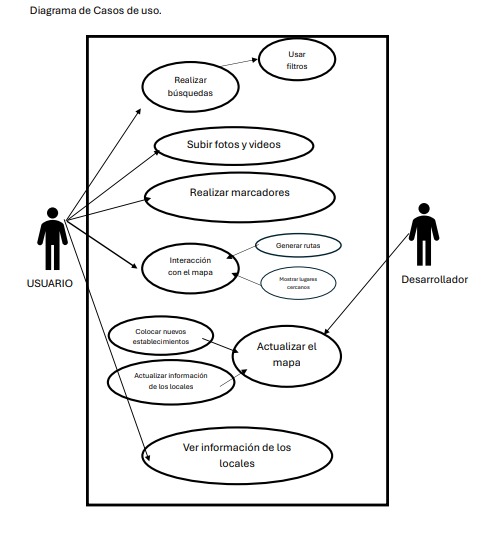 Diagrama de Casos de uso.
Usar
filtros
Realizar
búsquedas
Subir fotos y videos
Realizar marcadores
Generar rutas
Interacción
con el mapa
Mostrar lugares
cercanos
USUARIO
Desarrollador
Colocar nuevos
establecimientos
Actualizar el
mapa
Actualizar información
de los locales
Ver información de los
locales